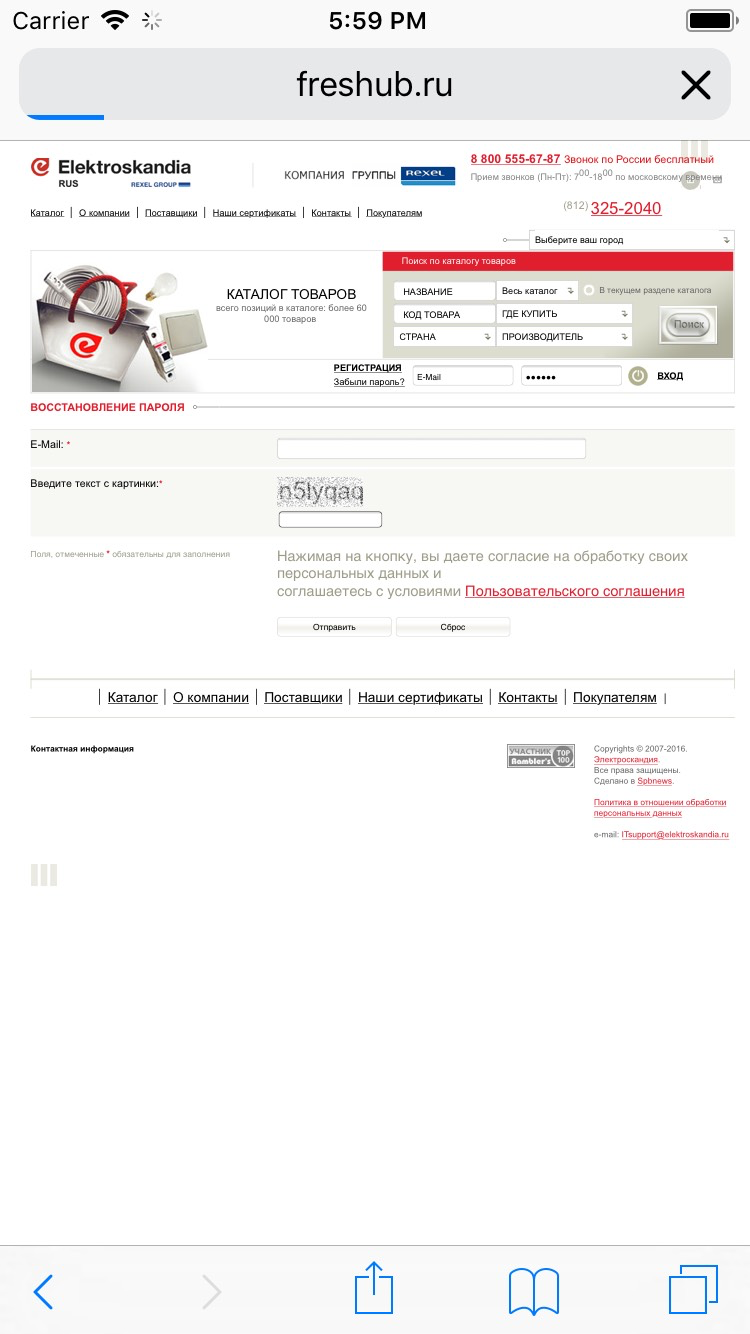 Carrier 5:59 PM
freshub.ru
Elektroskandia
RUS REXEL GROUP
КОМПАНИЯ ГРУППЫ REXEL
8 800 555-67-87 Звонок по России бесплатный
Прием звонков (Пн-Пт): 7⁰⁰-18⁰⁰ по московскому времени
(812) 325-2040
Каталог О компании Поставщики Наши сертификаты Контакты Покупателям
Выберите ваш город
КАТАЛОГ ТОВАРОВ
всего позиций в каталоге: более 60
000 товаров
Поиск по каталогу товаров
НАЗВАНИЕ Весь каталог В текущем разделе каталога
КОД ТОВАРА ГДЕ КУПИТЬ Поиск
СТРАНА ПРОИЗВОДИТЕЛЬ
РЕГИСТРАЦИЯ
Забыли пароль? E-Mail •••••• ВХОД
ВОССТАНОВЛЕНИЕ ПАРОЛЯ
E-Mail: *
Введите текст с картинки:* n5lyqaq
Поля, отмеченные * обязательны для заполнения
Нажимая на кнопку, вы даете согласие на обработку своих
персональных данных и
соглашаетесь с условиями Пользовательского соглашения
Отправить Сброс
Каталог О компании Поставщики Наши сертификаты Контакты Покупателям
Контактная информация
УЧАСТНИК
Rambler's TOP 100
Copyrights © 2007-2016.
Электроскандия.
Все права защищены.
Сделано в Spbnews.
Политика в отношении обработки
персональных данных
e-mail: ITsupport@elektroskandia.ru